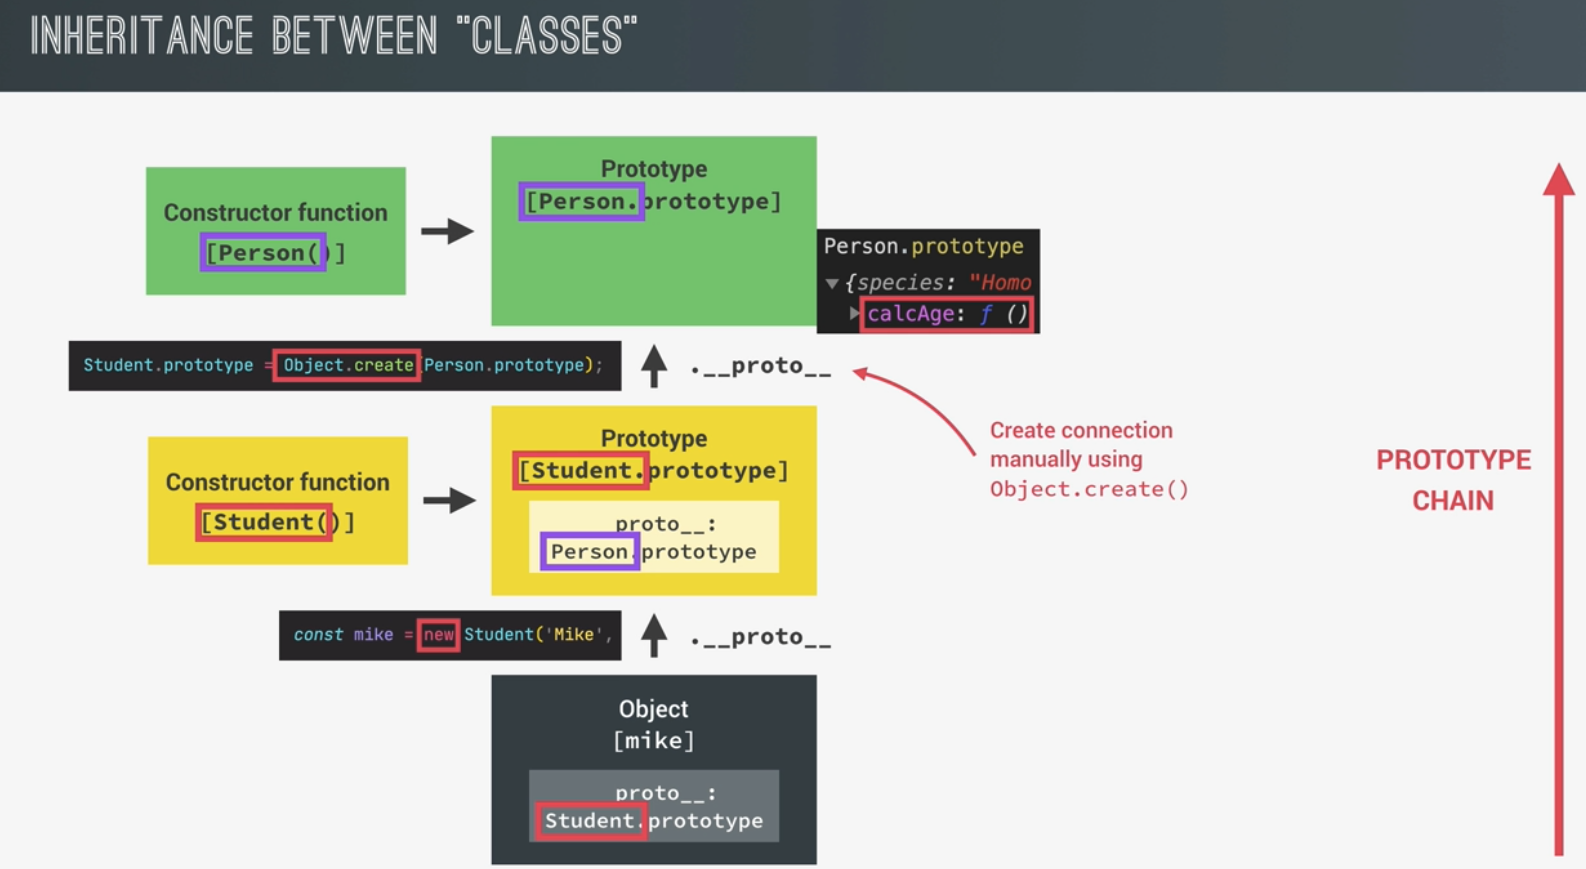 INHERITANCE BETWEEN "CLASSES"
Prototype
[Person.prototype]
Constructor function
[Person()]
Person.prototype
▼{species: "Homo
▶calcAge: ƒ ()
Student.prototype = Object.create(Person.prototype);
.__proto__
Create connection
manually using
Object.create()
Prototype
[Student.prototype]
Constructor function
[Student()]
proto__:
Person.prototype
PROTOTYPE
CHAIN
const mike = new Student('Mike',
.__proto__
Object
[mike]
proto__:
Student.prototype